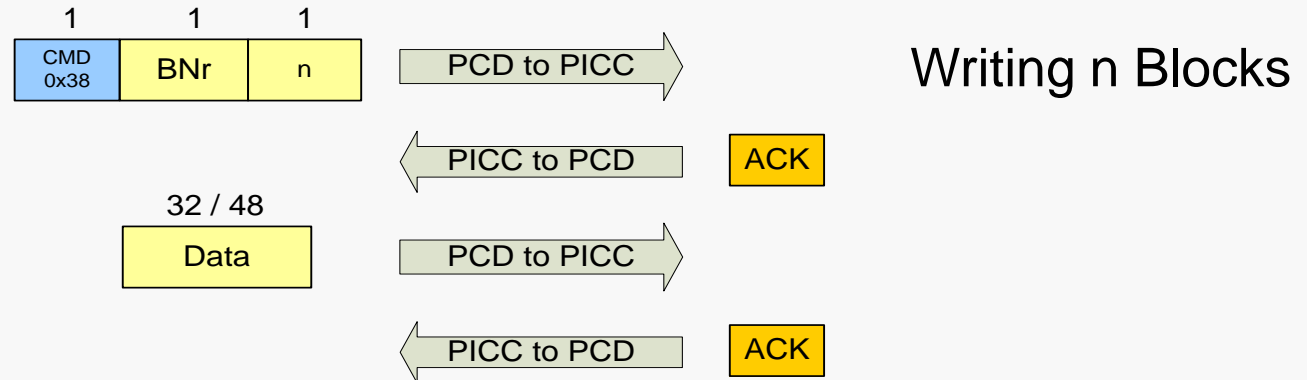 1 1 1
CMD
0x38
BNr
n
PCD to PICC
Writing n Blocks
PICC to PCD
ACK
32 / 48
Data
PCD to PICC
PICC to PCD
ACK